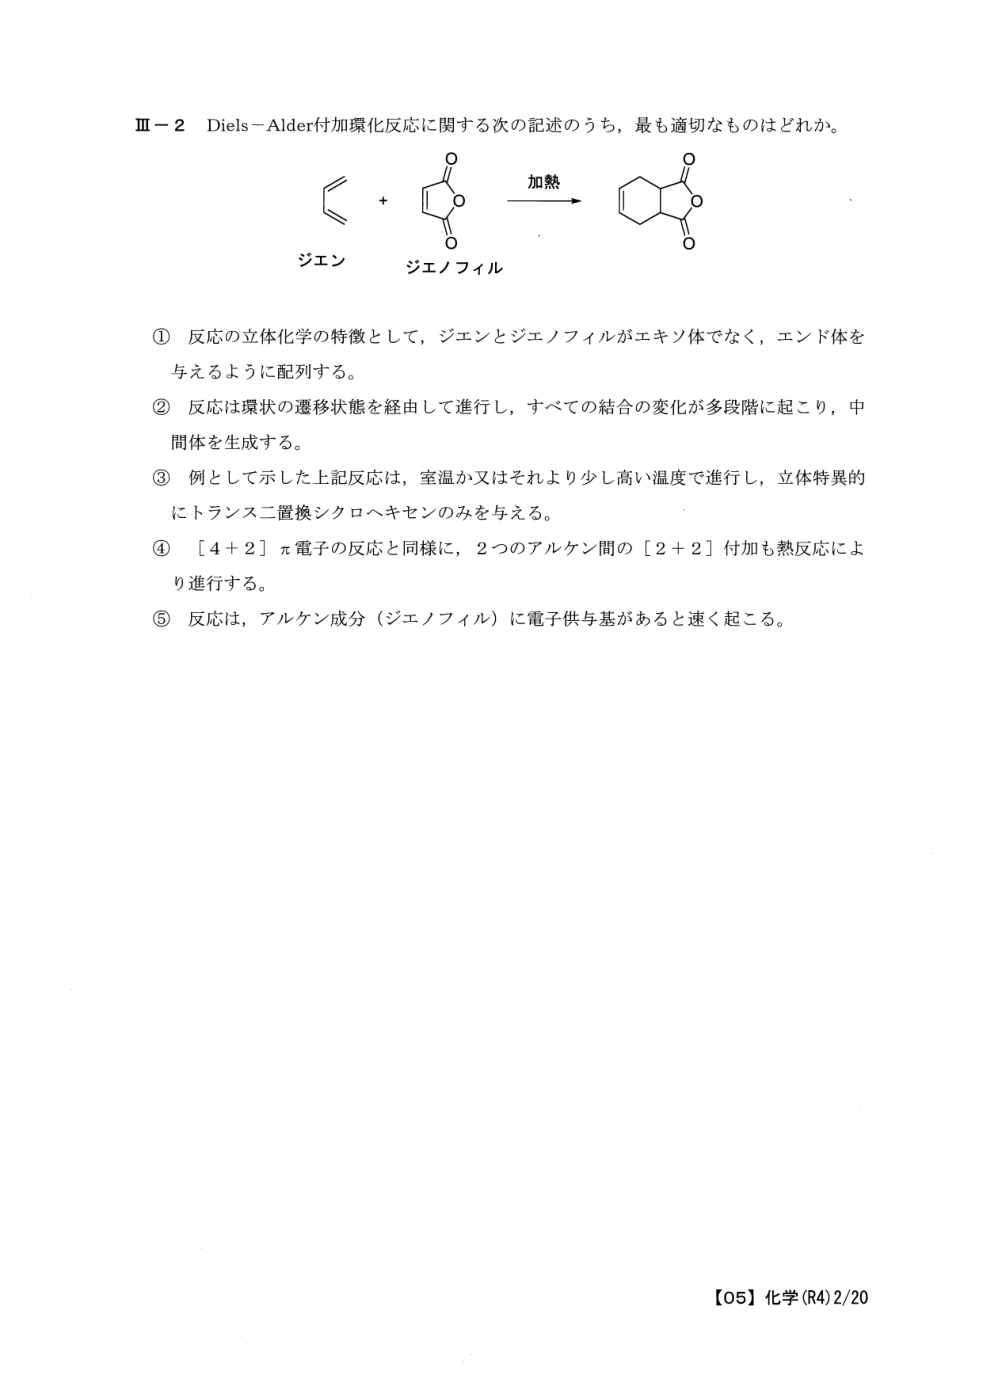 Ⅲ－２　Diels－Alder付加環化反応に関する次の記述のうち，最も適切なものはどれか。
O
O
O
+
加熱
O
O
O
ジエン
ジエノフィル
①　反応の立体化学の特徴として，ジエンとジエノフィルがエキソ体でなく，エンド体を
与えるように配列する。
②　反応は環状の遷移状態を経由して進行し，すべての結合の変化が多段階に起こり，中
間体を生成する。
③　例として示した上記反応は，室温か又はそれより少し高い温度で進行し，立体特異的
にトランス二置換シクロヘキセンのみを与える。
④　［４＋２］π電子の反応と同様に，２つのアルケン間の［２＋２］付加も熱反応によ
り進行する。
⑤　反応は，アルケン成分（ジエノフィル）に電子供与基があると速く起こる。
【05】化学(R4)2/20